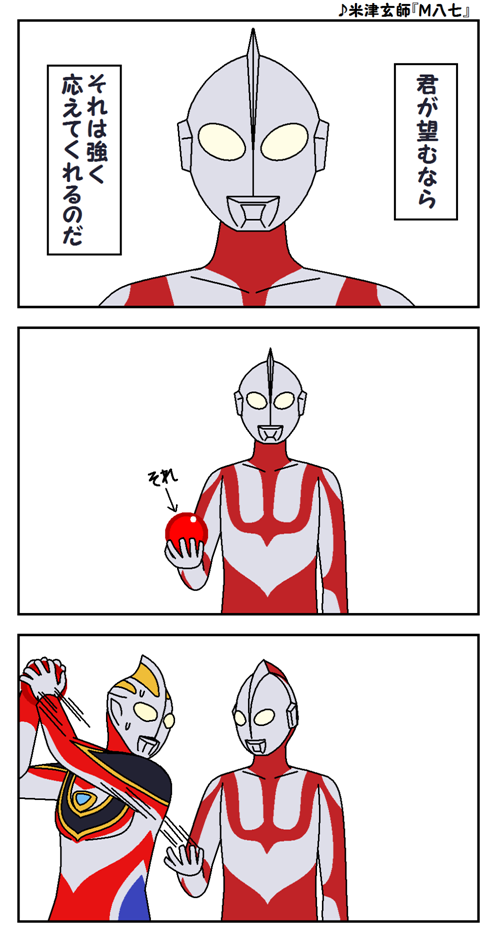 ♪米津玄師『M八七』
君が望むなら
それは強く
応えてくれるのだ
それ